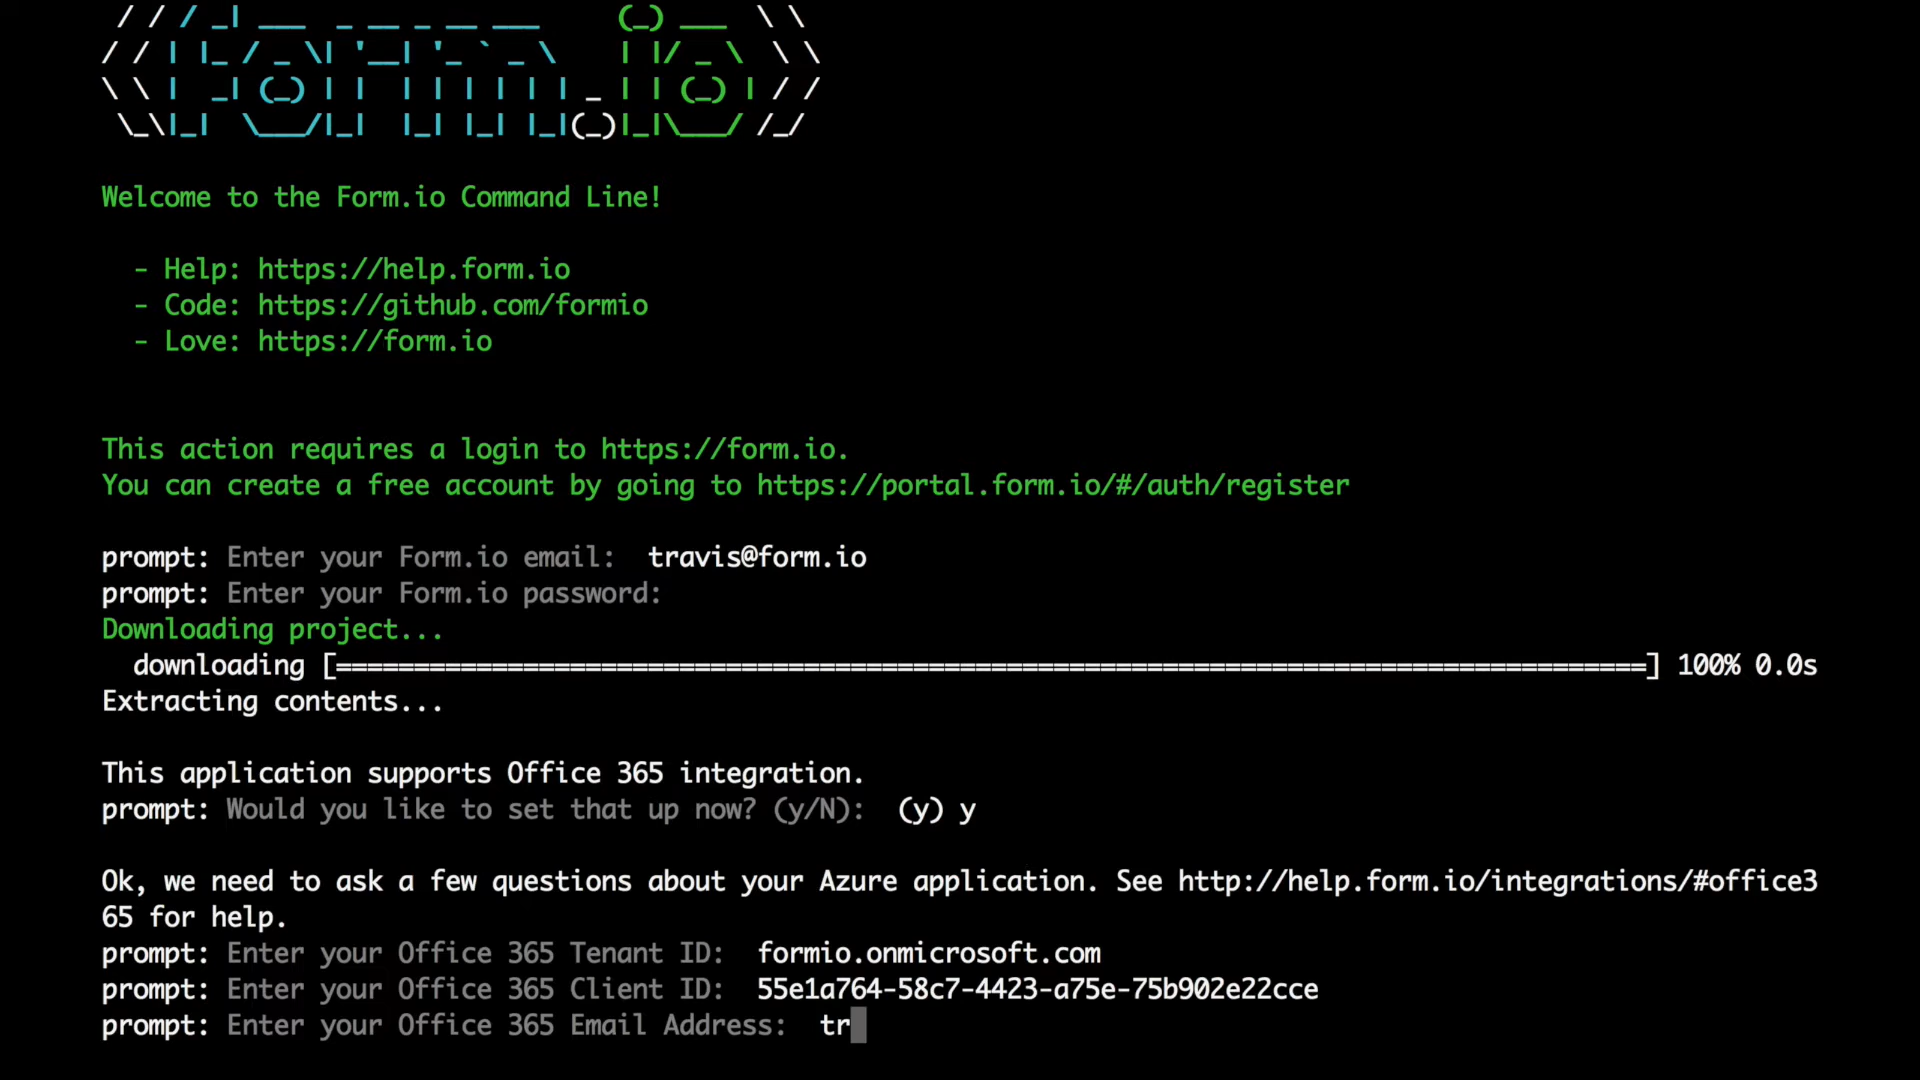 Form.io
Welcome to the Form.io Command Line!
- Help: https://help.form.io
- Code: https://github.com/formio
- Love: https://form.io
This action requires a login to https://form.io.
You can create a free account by going to https://portal.form.io/#/auth/register
prompt: Enter your Form.io email:  travis@form.io
prompt: Enter your Form.io password:
Downloading project...
downloading [====================================================================================] 100% 0.0s
Extracting contents...
This application supports Office 365 integration.
prompt: Would you like to set that up now? (y/N):  (y) y
Ok, we need to ask a few questions about your Azure application. See http://help.form.io/integrations/#office3
65 for help.
prompt: Enter your Office 365 Tenant ID:  formio.onmicrosoft.com
prompt: Enter your Office 365 Client ID:  55e1a764-58c7-4423-a75e-75b902e22cce
prompt: Enter your Office 365 Email Address:  tr